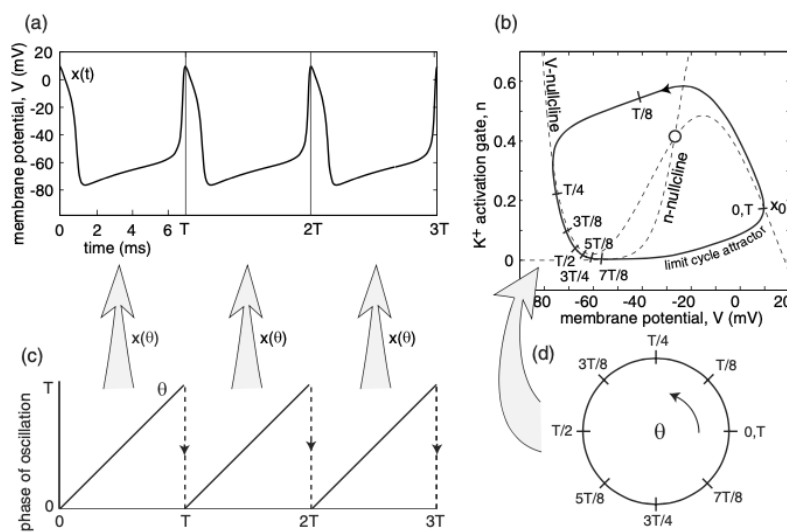 (a)
membrane potential, V (mV)
20
0
-20
-40
-60
-80
x(t)
0
2
4
6
T
2T
3T
time (ms)
(b)
K+ activation gate, n
0.6
0.4
0.2
0
V-nullcline
n-nullcline
T/8
T/4
3T/8
T/2
5T/8
3T/4
7T/8
0,T
x0
limit cycle attractor
80
-60
-40
-20
0
20
membrane potential, V (mV)
x(θ)
x(θ)
x(θ)
(c)
phase of oscillation
T
0
θ
0
T
2T
3T
(d)
T/4
3T/8
T/8
T/2
θ
0,T
5T/8
7T/8
3T/4